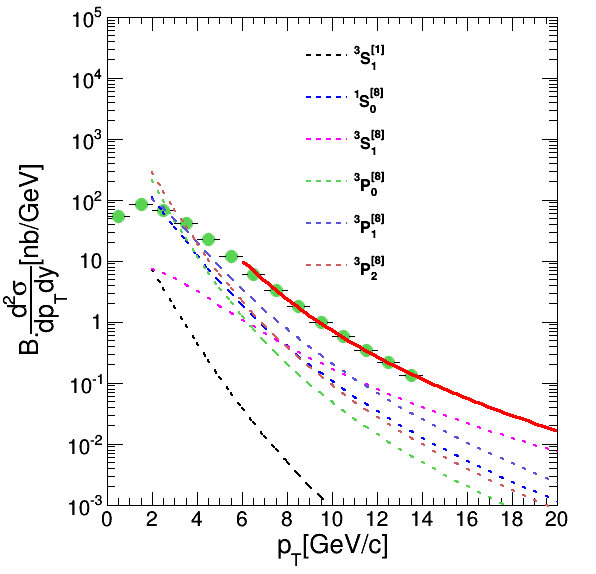 10^5
10^4
10^3
10^2
10
1
10^-1
10^-2
10^-3
B.d²σ/dp_Tdy[nb/GeV]
³S₁^[1]
¹S₀^[8]
³S₁^[8]
³P₀^[8]
³P₁^[8]
³P₂^[8]
0 2 4 6 8 10 12 14 16 18 20
p_T[GeV/c]